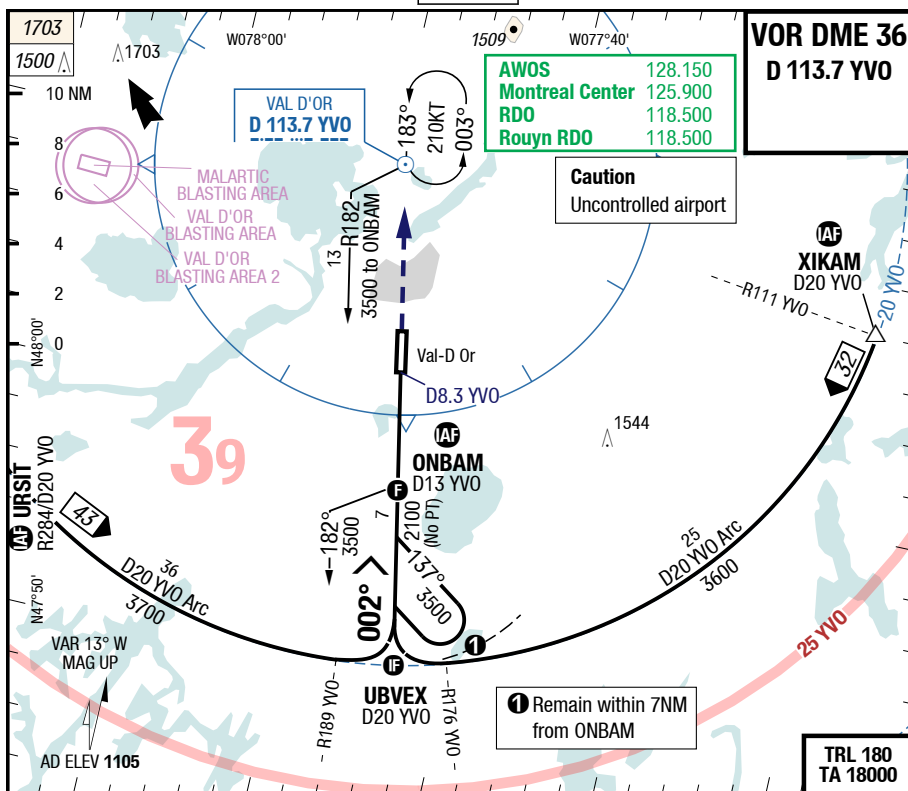 1703
1500
1703
W078°00'
1509
W077°40'
VOR DME 36
D 113.7 YVO
10 NM
8
6
4
2
0
VAL D'OR
D 113.7 YVO
183°
210KT
003°
AWOS 128.150
Montreal Center 125.900
RDO 118.500
Rouyn RDO 118.500
Caution
Uncontrolled airport
MALARTIC
BLASTING AREA
VAL D'OR
BLASTING AREA
VAL D'OR
BLASTING AREA 2
13
R182
3500 to ONBAM
IAF
XIKAM
D20 YVO
R111 YVO
20 YVO
N48°00'
Val-D Or
D8.3 YVO
32
1544
39
IAF
ONBAM
D13 YVO
F
IAF URSIT
R284/D20 YVO
43
182°
3500
7
2100
(No PT)
137°
3500
002°
36
D20 YVO Arc
3700
25
D20 YVO Arc
3600
N47°50'
VAR 13° W
MAG UP
1
25 YVO
IF
UBVEX
D20 YVO
R189 YVO
R176 YVO
1 Remain within 7NM
from ONBAM
AD ELEV 1105
TRL 180
TA 18000